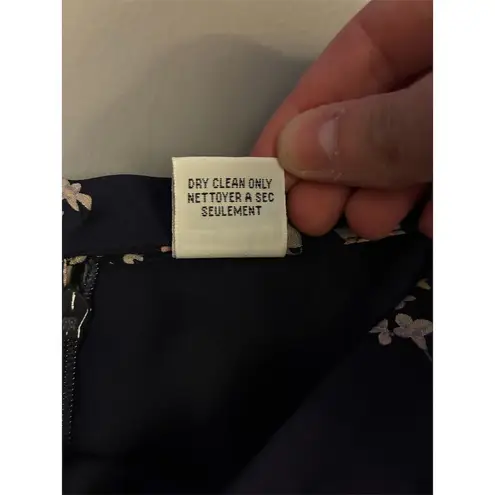 DRY CLEAN ONLY
NETTOYER A SEC
SEULEMENT